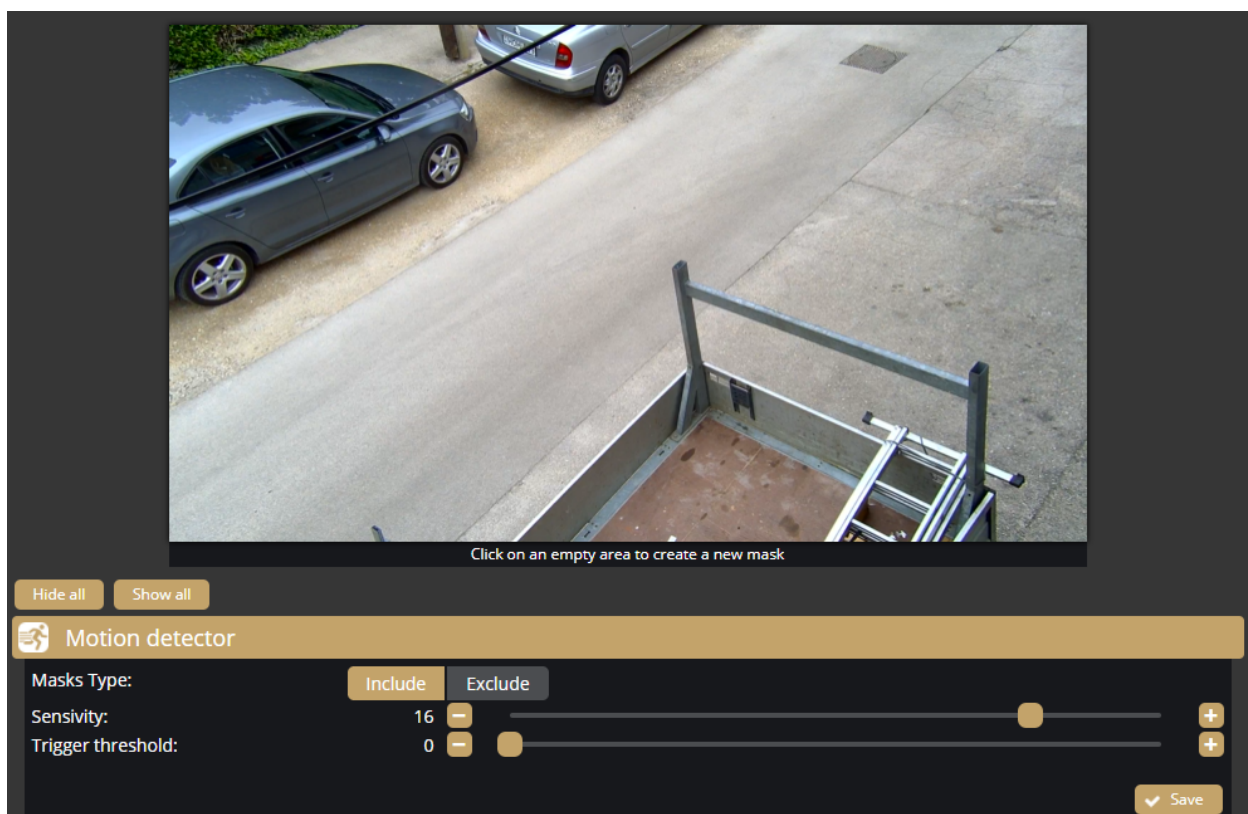 Click on an empty area to create a new mask
Hide all
Show all
Motion detector
Masks Type:
Include
Exclude
Sensivity:
16
Trigger threshold:
0
Save